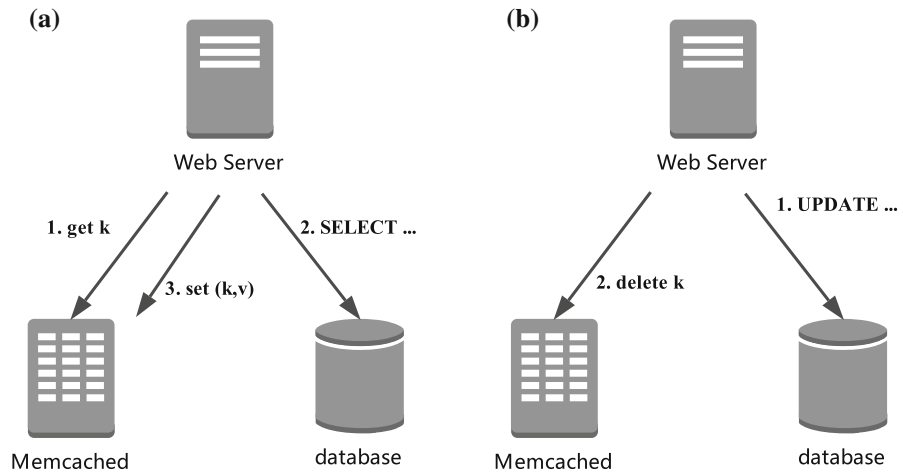 (a)
Web Server
1. get k
2. SELECT ...
3. set (k,v)
Memcached
database
(b)
Web Server
1. UPDATE ...
2. delete k
Memcached
database